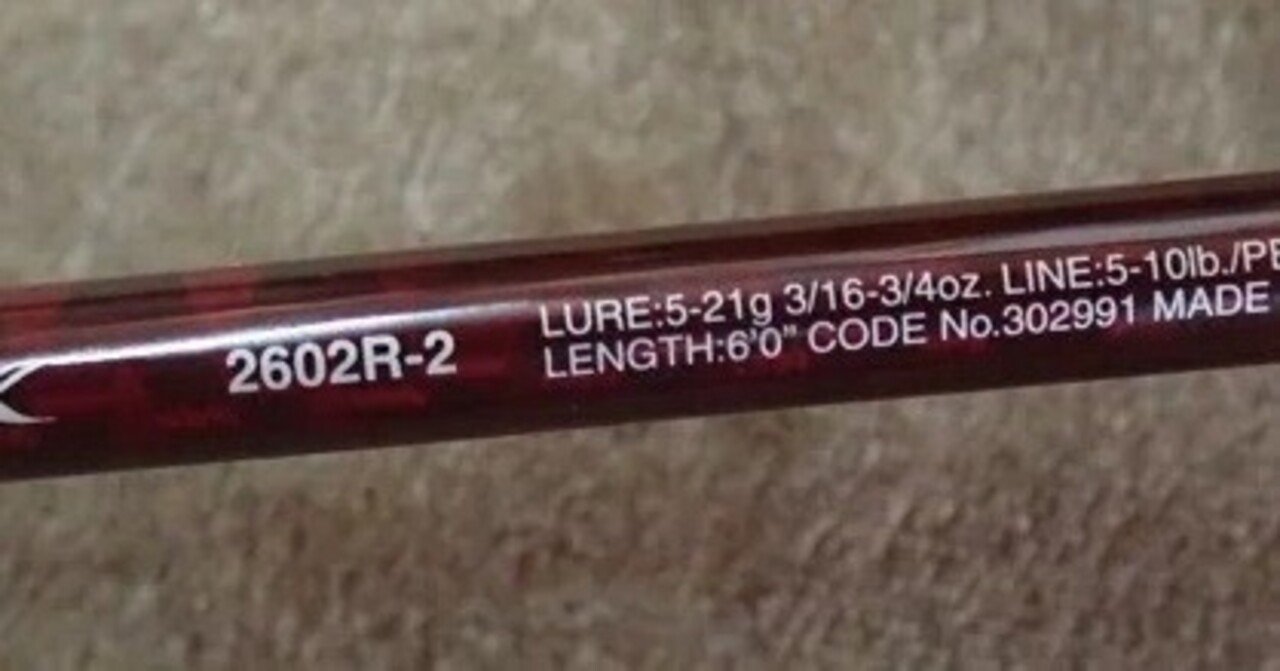 2602R-2
LURE:5-21g 3/16-3/4oz. LINE:5-10lb./PE
LENGTH:6'0" CODE No.302991 MADE